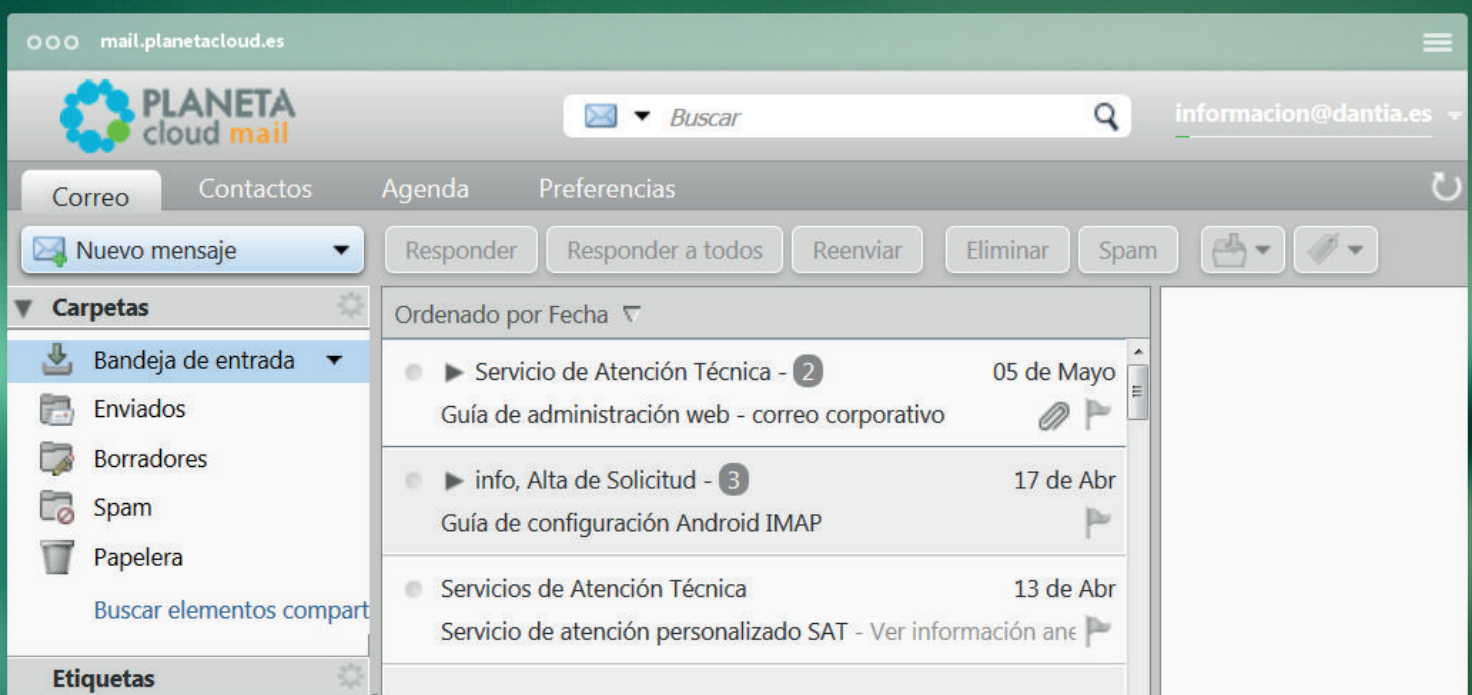 mail.planetacloud.es
PLANETA
cloud mail
Buscar
informacion@dantia.es
Correo
Contactos
Agenda
Preferencias
Nuevo mensaje
Responder
Responder a todos
Reenviar
Eliminar
Spam
Carpetas
Bandeja de entrada
Enviados
Borradores
Spam
Papelera
Buscar elementos compart
Etiquetas
Ordenado por Fecha
Servicio de Atención Técnica - 2
05 de Mayo
Guía de administración web - correo corporativo
info, Alta de Solicitud - 3
17 de Abr
Guía de configuración Android IMAP
Servicios de Atención Técnica
13 de Abr
Servicio de atención personalizado SAT - Ver información ane